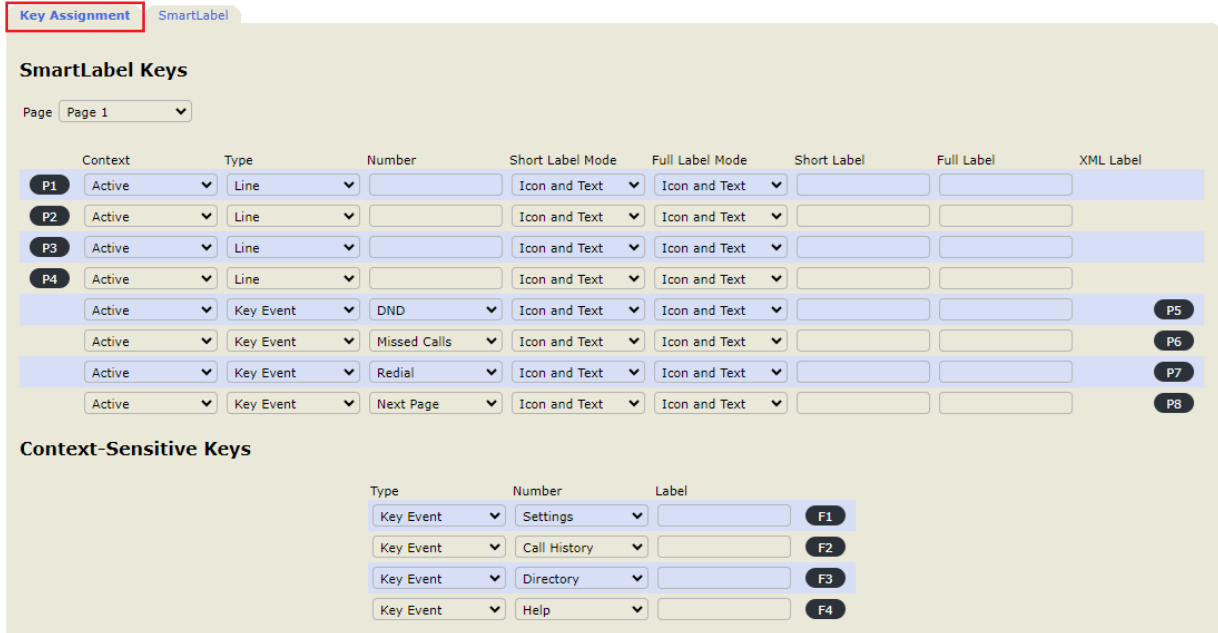 Key Assignment SmartLabel
SmartLabel Keys
Page Page 1
Context Type Number Short Label Mode Full Label Mode Short Label Full Label XML Label
P1 Active Line Icon and Text Icon and Text
P2 Active Line Icon and Text Icon and Text
P3 Active Line Icon and Text Icon and Text
P4 Active Line Icon and Text Icon and Text
Active Key Event DND Icon and Text Icon and Text P5
Active Key Event Missed Calls Icon and Text Icon and Text P6
Active Key Event Redial Icon and Text Icon and Text P7
Active Key Event Next Page Icon and Text Icon and Text P8
Context-Sensitive Keys
Type Number Label
Key Event Settings F1
Key Event Call History F2
Key Event Directory F3
Key Event Help F4